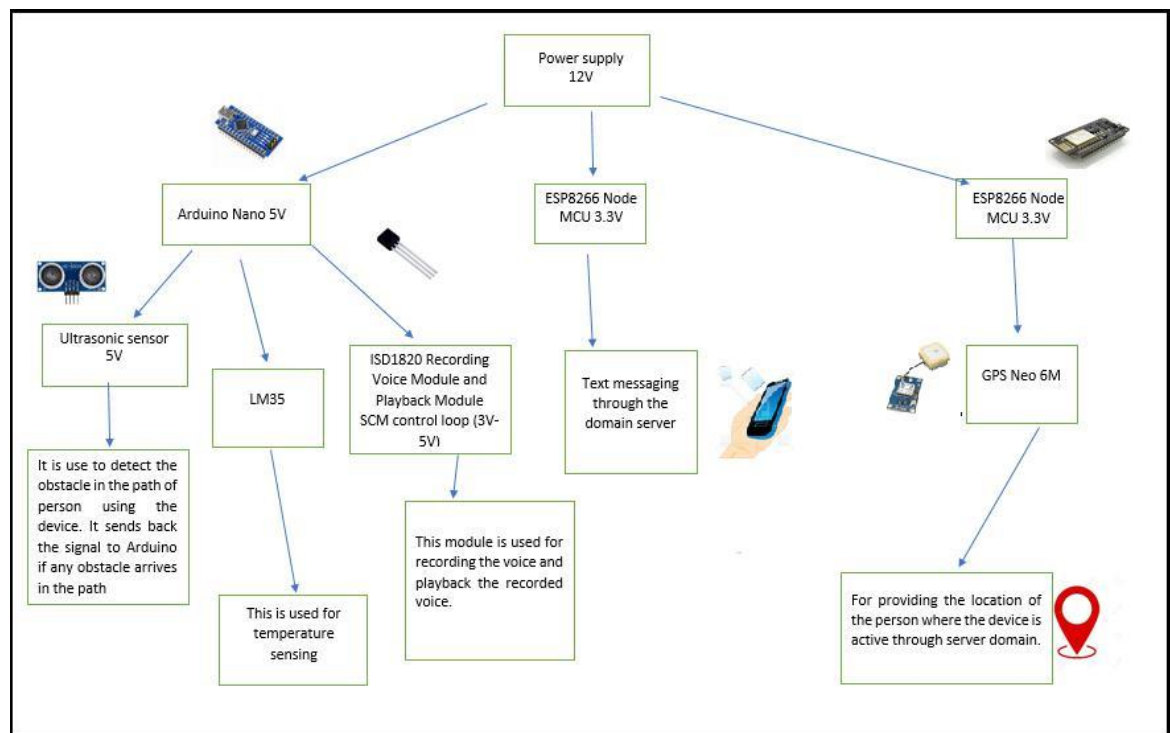 Power supply
12V
Arduino Nano 5V
ESP8266 Node
MCU 3.3V
ESP8266 Node
MCU 3.3V
Ultrasonic sensor
5V
LM35
ISD1820 Recording
Voice Module and
Playback Module
SCM control loop (3V-
5V)
Text messaging
through the
domain server
GPS Neo 6M
It is use to detect the
obstacle in the path of
person using the
device. It sends back
the signal to Arduino
if any obstacle arrives
in the path
This is used for
temperature
sensing
This module is used for
recording the voice and
playback the recorded
voice.
For providing the location of
the person where the device is
active through server domain.